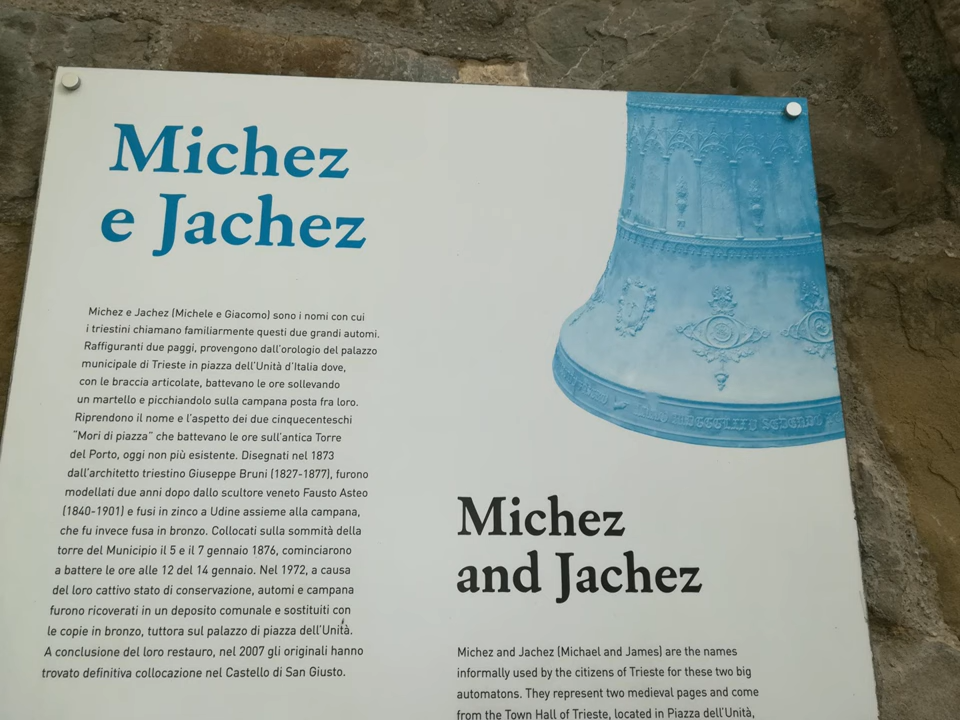 Michez
e Jachez
Michez e Jachez (Michele e Giacomo) sono i nomi con cui
i triestini chiamano familiarmente questi due grandi automi.
Raffiguranti due paggi, provengono dall'orologio del palazzo
municipale di Trieste in piazza dell'Unità d'Italia dove,
con le braccia articolate, battevano le ore sollevando
un martello e picchiandolo sulla campana posta fra loro.
Riprendono il nome e l'aspetto dei due cinquecenteschi
"Mori di piazza" che battevano le ore sull'antica Torre
del Porto, oggi non più esistente. Disegnati nel 1873
dall'architetto triestino Giuseppe Bruni (1827-1877), furono
modellati due anni dopo dallo scultore veneto Fausto Asteo
(1840-1901) e fusi in zinco a Udine assieme alla campana,
che fu invece fusa in bronzo. Collocati sulla sommità della
torre del Municipio il 5 e il 7 gennaio 1876, cominciarono
a battere le ore alle 12 del 14 gennaio. Nel 1972, a causa
del loro cattivo stato di conservazione, automi e campana
furono ricoverati in un deposito comunale e sostituiti con
le copie in bronzo, tuttora sul palazzo di piazza dell'Unità.
A conclusione del loro restauro, nel 2007 gli originali hanno
trovato definitiva collocazione nel Castello di San Giusto.
Michez
and Jachez
Michez and Jachez (Michael and James) are the names
informally used by the citizens of Trieste for these two big
automatons. They represent two medieval pages and come
from the Town Hall of Trieste, located in Piazza dell'Unità,